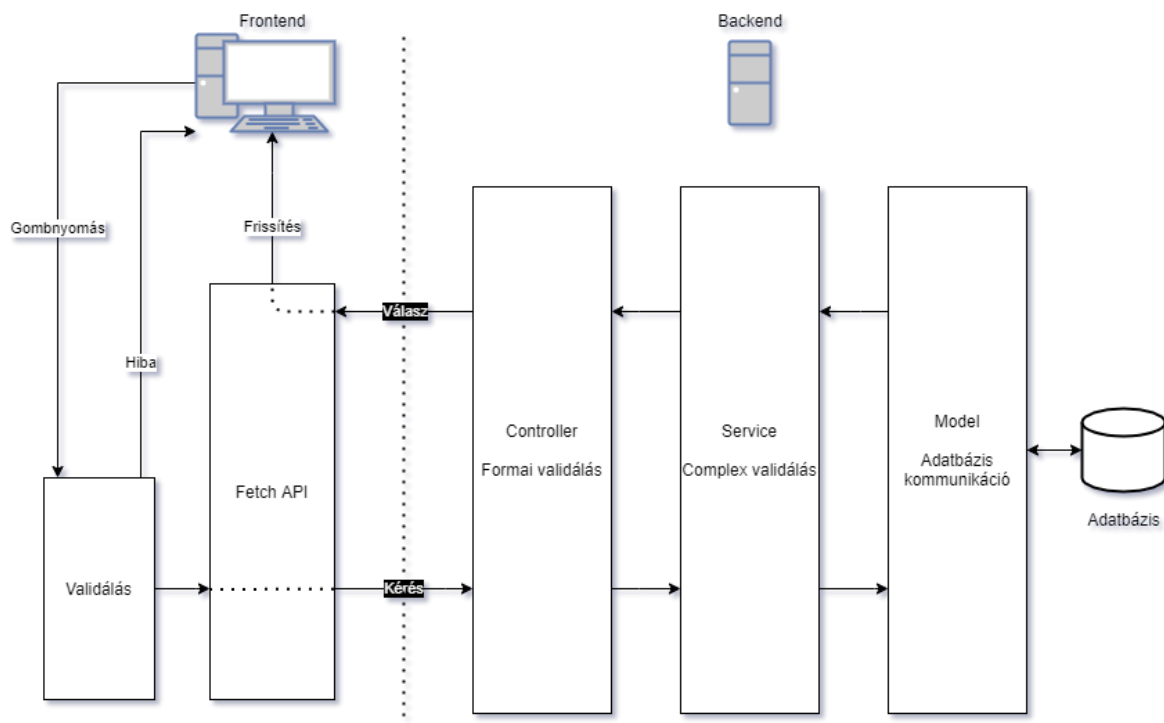 Frontend
Backend
Gombnyomás
Frissítés
Válasz
Hiba
Controller
Formai validálás
Service
Complex validálás
Model
Adatbázis
kommunikáció
Fetch API
Adatbázis
Validálás
Kérés